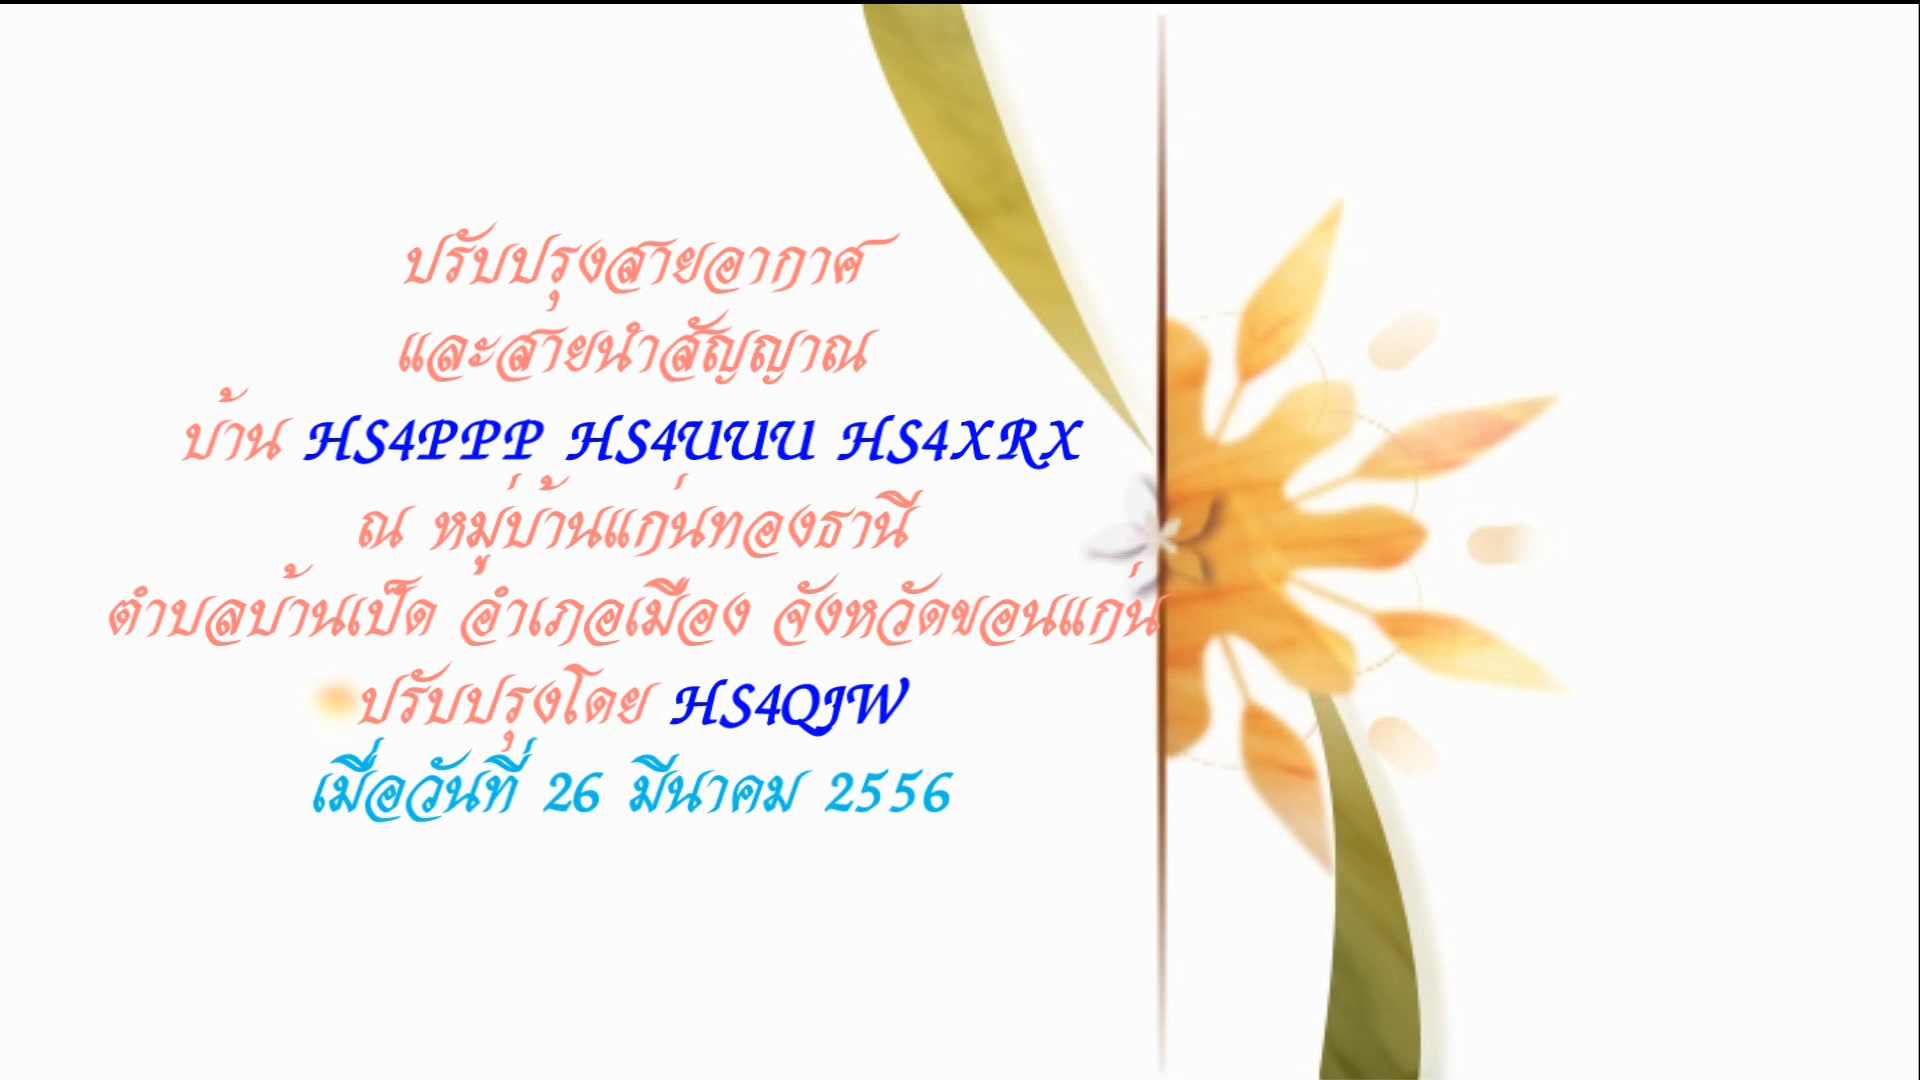 ปรับปรุงสายอากาศ
และสายนำสัญญาณ
บ้าน HS4PPP HS4UUU HS4XRX
ณ หมู่บ้านแก่นทองธานี
ตำบลบ้านเป็ด อำเภอเมือง จังหวัดขอนแก่น
ปรับปรุงโดย HS4QJW
เมื่อวันที่ 26 มีนาคม 2556